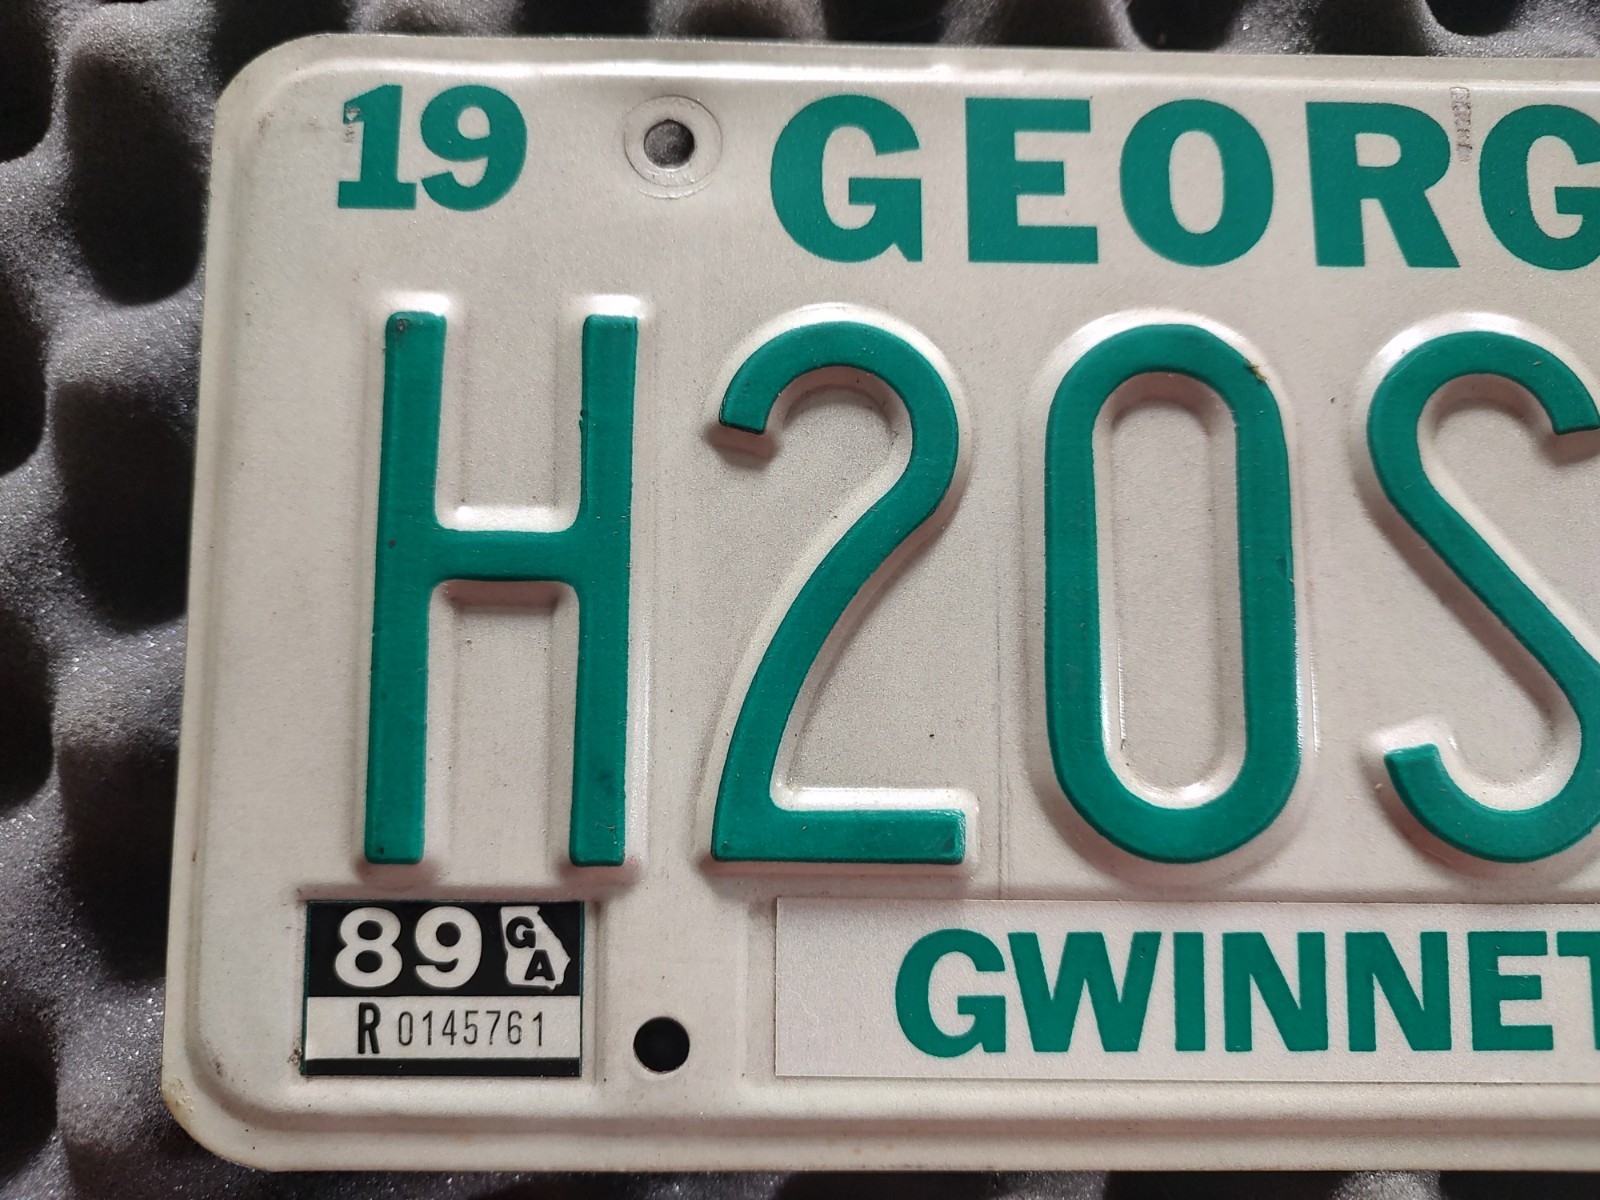 19 GEORG
H2OS
89 GA
R 0145761
GWINNET